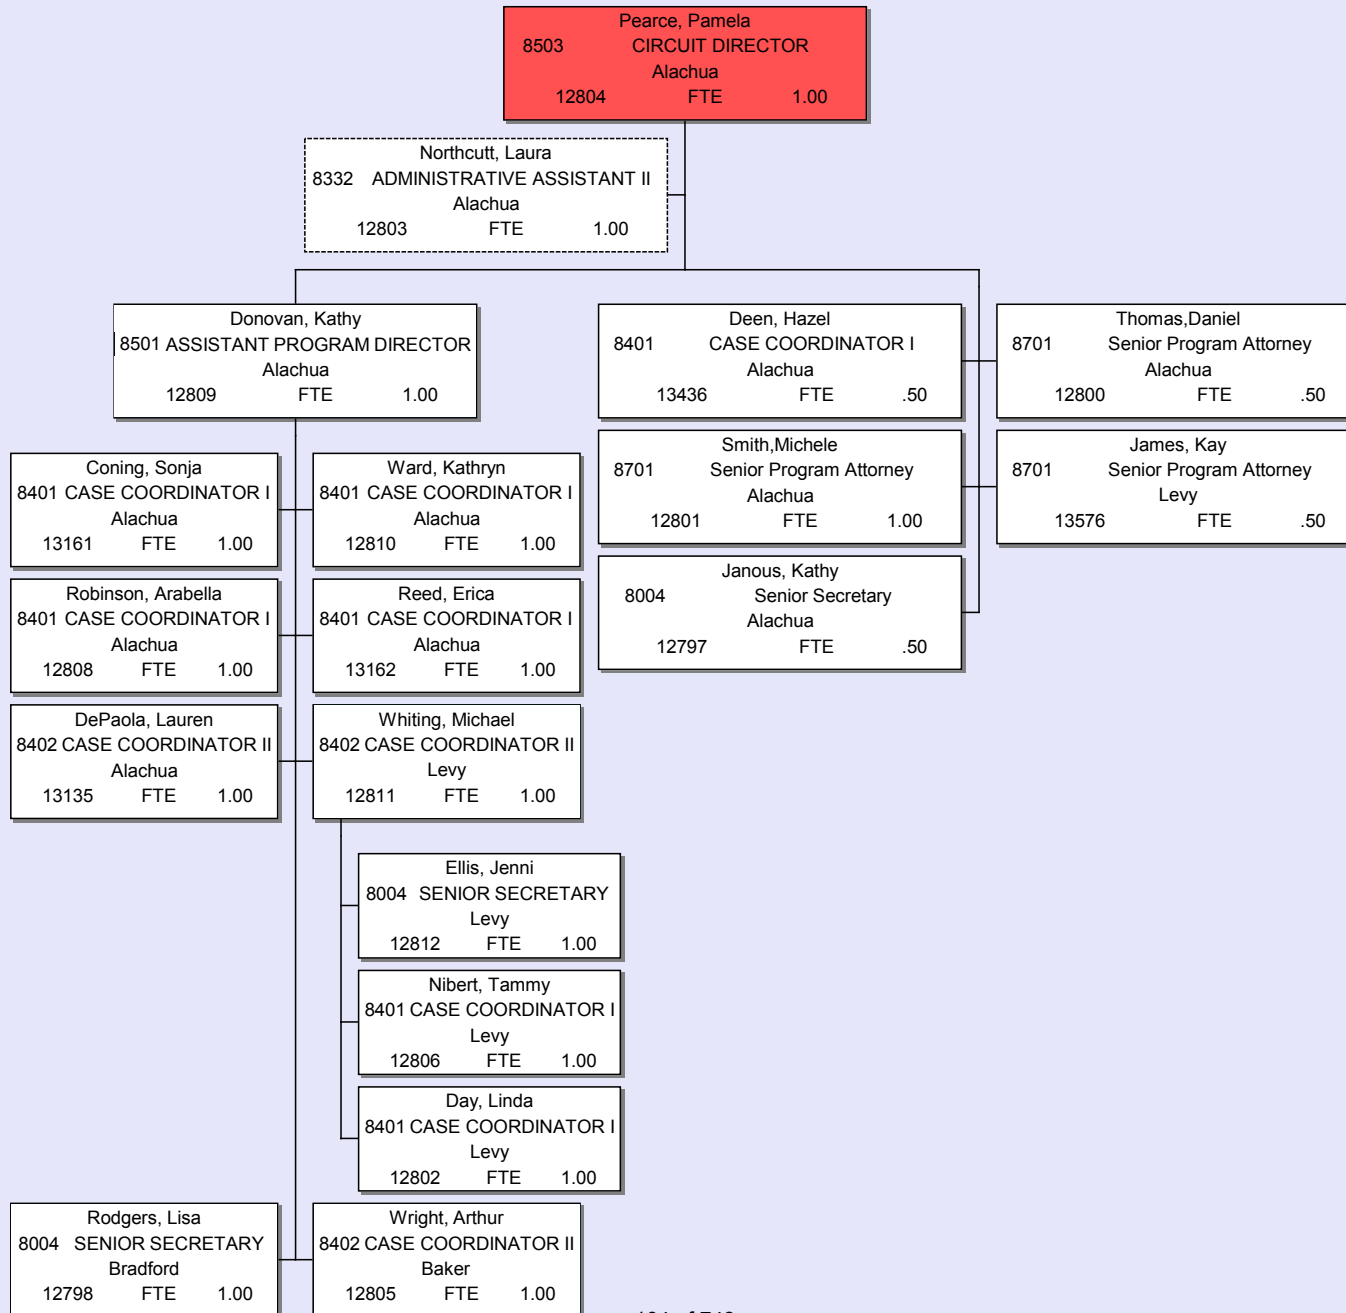 Pearce, Pamela
8503 CIRCUIT DIRECTOR
Alachua
12804 FTE 1.00
Northcutt, Laura
8332 ADMINISTRATIVE ASSISTANT II
Alachua
12803 FTE 1.00
Donovan, Kathy
8501 ASSISTANT PROGRAM DIRECTOR
Alachua
12809 FTE 1.00
Deen, Hazel
8401 CASE COORDINATOR I
Alachua
13436 FTE .50
Thomas,Daniel
8701 Senior Program Attorney
Alachua
12800 FTE .50
Smith,Michele
8701 Senior Program Attorney
Alachua
12801 FTE 1.00
James, Kay
8701 Senior Program Attorney
Levy
13576 FTE .50
Janous, Kathy
8004 Senior Secretary
Alachua
12797 FTE .50
Coning, Sonja
8401 CASE COORDINATOR I
Alachua
13161 FTE 1.00
Ward, Kathryn
8401 CASE COORDINATOR I
Alachua
12810 FTE 1.00
Robinson, Arabella
8401 CASE COORDINATOR I
Alachua
12808 FTE 1.00
Reed, Erica
8401 CASE COORDINATOR I
Alachua
13162 FTE 1.00
DePaola, Lauren
8402 CASE COORDINATOR II
Alachua
13135 FTE 1.00
Whiting, Michael
8402 CASE COORDINATOR II
Levy
12811 FTE 1.00
Ellis, Jenni
8004 SENIOR SECRETARY
Levy
12812 FTE 1.00
Nibert, Tammy
8401 CASE COORDINATOR I
Levy
12806 FTE 1.00
Day, Linda
8401 CASE COORDINATOR I
Levy
12802 FTE 1.00
Rodgers, Lisa
8004 SENIOR SECRETARY
Bradford
12798 FTE 1.00
Wright, Arthur
8402 CASE COORDINATOR II
Baker
12805 FTE 1.00